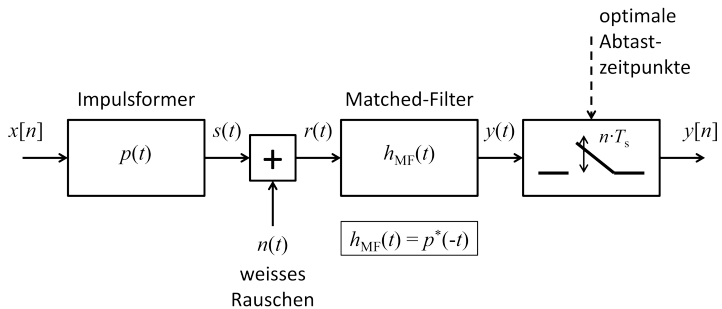 optimale
Abtast-
zeitpunkte
Impulsformer
Matched-Filter
x[n]
p(t)
s(t)
+
r(t)
h_MF(t)
y(t)
n·T_s
y[n]
n(t)
weisses
Rauschen
h_MF(t) = p*(-t)